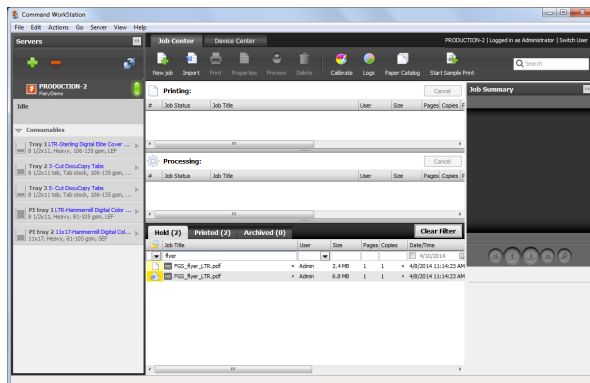 Command WorkStation
File Edit Actions Go Server View Help
Servers
Job Center Device Center
PRODUCTION-2 | Logged in as Administrator | Switch User
New job Import Print Properties Preview Delete Calibrate Logs Paper Catalog Start Sample Print
Search
PRODUCTION-2
FieryDemo
Idle
Consumables
Tray 1 LTR-Sterling Digital Elite Cover ...
8 1/2x11, Heavy, 106-135 gsm, LEF
Tray 2 3- Cut DocuCopy Tabs
8 1/2x11 tab, Tab stock, 106-135 gsm, ...
Tray 3 5- Cut DocuCopy Tabs
8 1/2x11 tab, Tab stock, 106-135 gsm, ...
PI tray 1 LTR-Hammermill Digital Color ...
8 1/2x11, Heavy, 81-105 gsm, LEF
PI tray 2 11x17-Hammermill Digital Col...
11x17, Heavy, 81-105 gsm, SEF
Printing: Cancel
# Job Status Job Title User Size Pages Copies F
Processing: Cancel
# Job Status Job Title User Size Pages Copies F
Held (2) Printed (2) Archived (0) Clear Filter
Job Title User Size Pages Copies Date/Time
flyer 4/10/2014
FGS_flyer_LTR.pdf Admin 2.4 MB 1 1 4/8/2014 11:14:23 AM
FGS_flyer_LTR.pdf Admin 6.8 MB 1 1 4/8/2014 11:14:23 AM
Job Summary